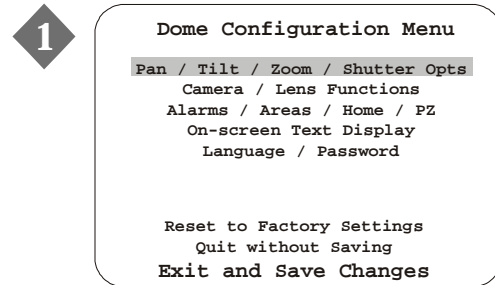 1
Dome Configuration Menu
Pan / Tilt / Zoom / Shutter Opts
Camera / Lens Functions
Alarms / Areas / Home / PZ
On-screen Text Display
Language / Password
Reset to Factory Settings
Quit without Saving
Exit and Save Changes